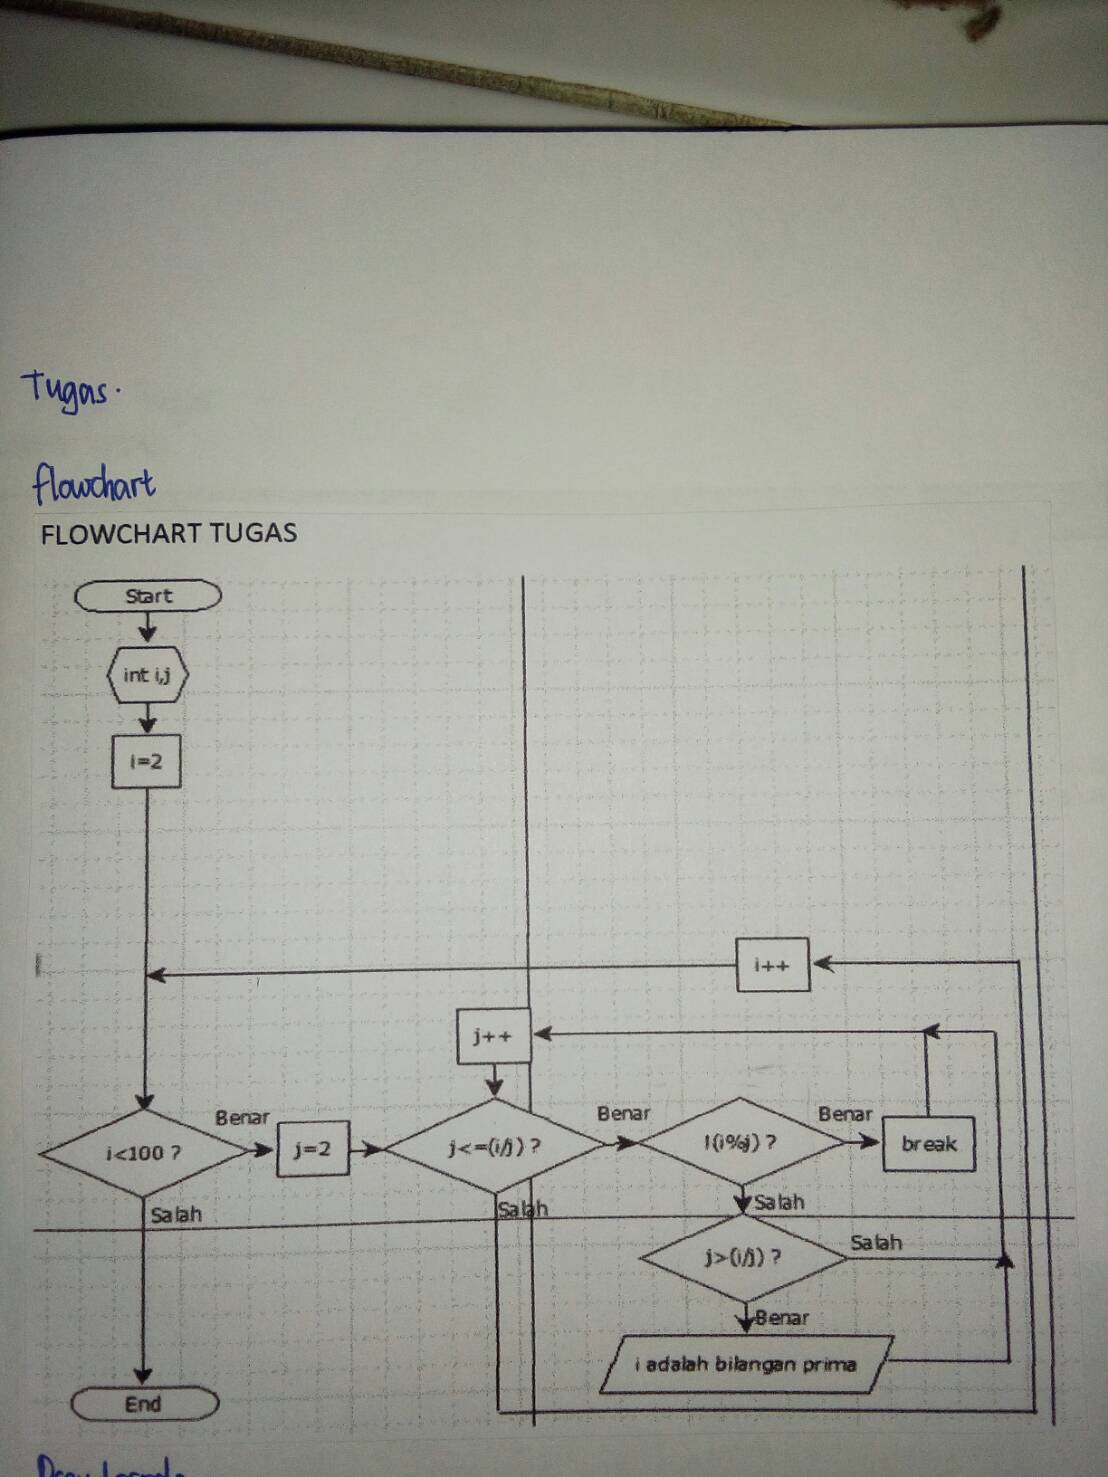 Tugas.
flowchart
FLOWCHART TUGAS
Start
int i,j
i=2
i++
j++
Benar
Benar
Benar
i<100 ?
j=2
j<=(i/j) ?
!(i%j) ?
break
Salah
Salah
Salah
j>(i/j) ?
Salah
Benar
i adalah bilangan prima
End